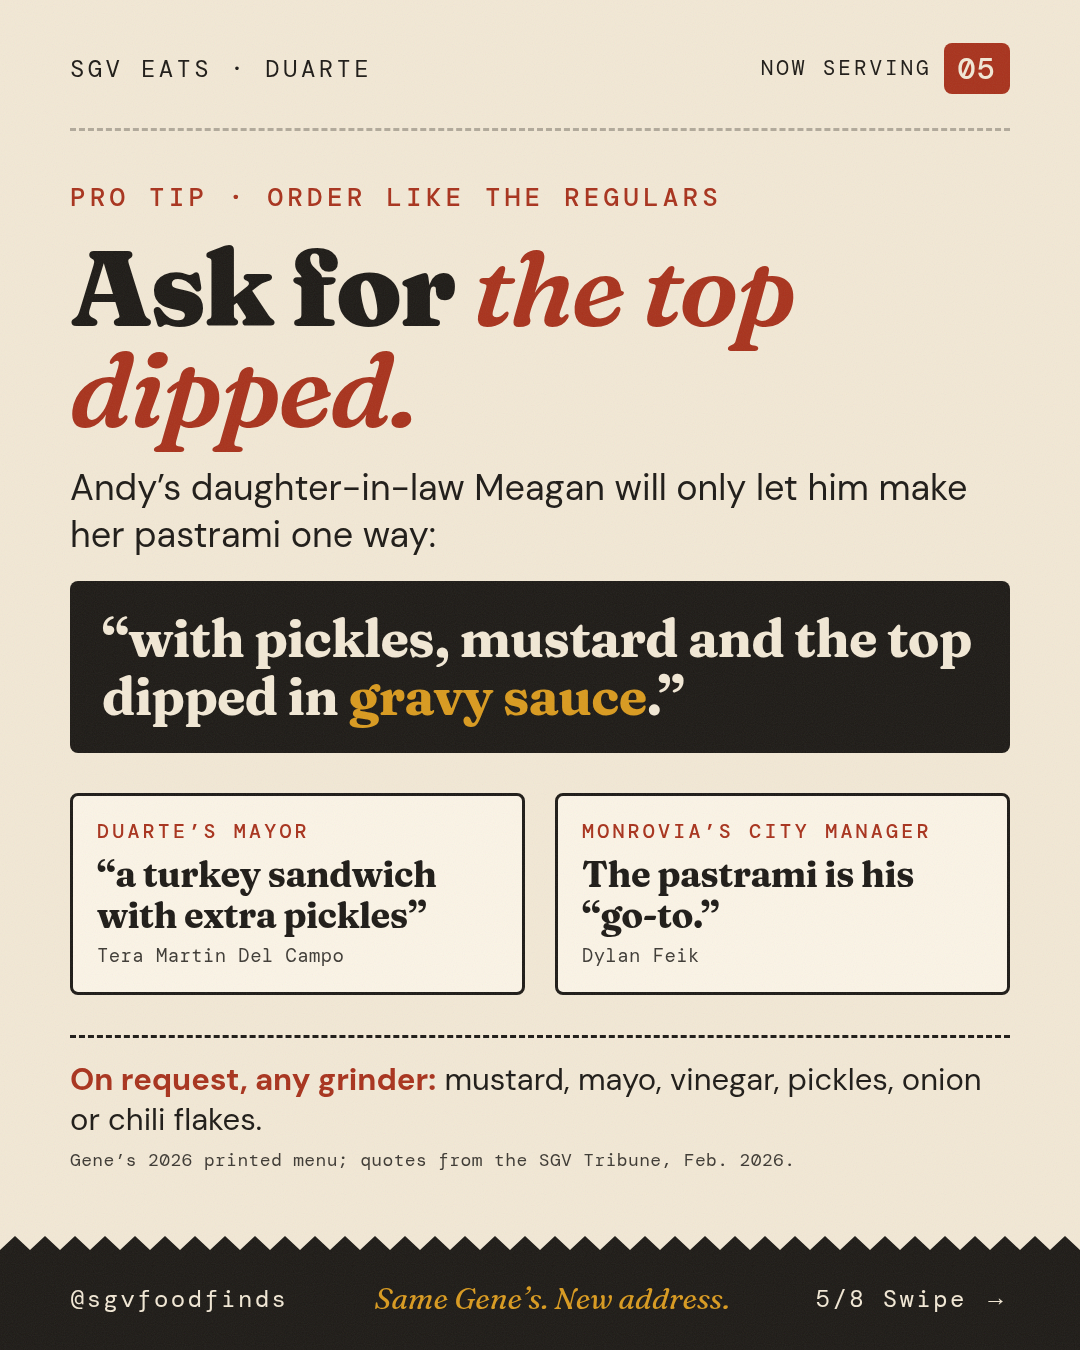 SGV EATS · DUARTE
NOW SERVING 05
PRO TIP · ORDER LIKE THE REGULARS
Ask for the top
dipped.
Andy’s daughter-in-law Meagan will only let him make
her pastrami one way:
“with pickles, mustard and the top
dipped in gravy sauce.”
DUARTE’S MAYOR
“a turkey sandwich
with extra pickles”
Tera Martin Del Campo
MONROVIA’S CITY MANAGER
The pastrami is his
“go-to.”
Dylan Feik
On request, any grinder: mustard, mayo, vinegar, pickles, onion
or chili flakes.
Gene’s 2026 printed menu; quotes from the SGV Tribune, Feb. 2026.
@sgvfoodfinds
Same Gene’s. New address.
5/8 Swipe →